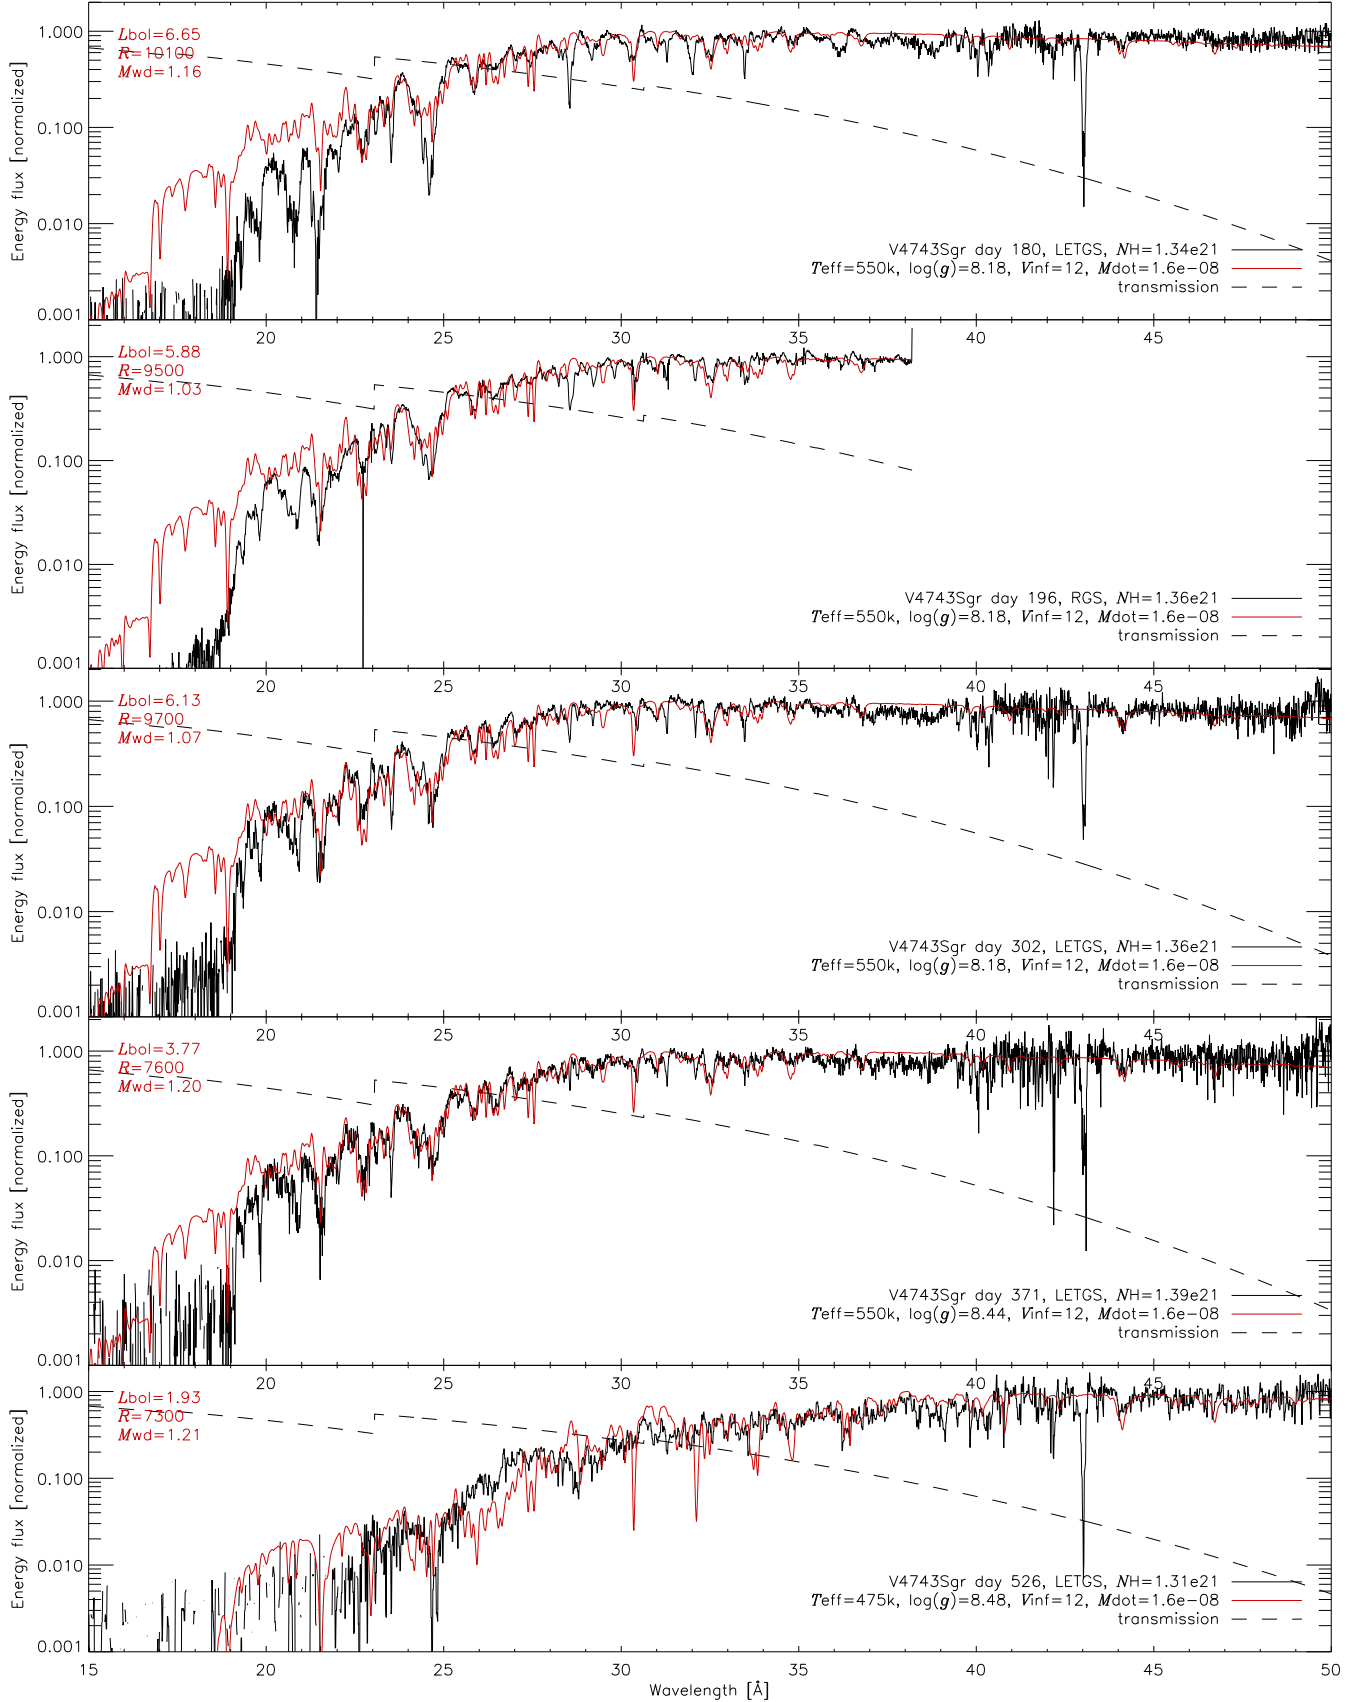 1.000
0.100
0.010
0.001
Energy flux [normalized]
Lbol=6.65
R=10100
Mwd=1.16
V4743Sgr day 180, LETGS, NH=1.34e21
Teff=550k, log(g)=8.18, Vinf=12, Mdot=1.6e−08
transmission
20 25 30 35 40 45
1.000
0.100
0.010
0.001
Energy flux [normalized]
Lbol=5.88
R=9500
Mwd=1.03
V4743Sgr day 196, RGS, NH=1.36e21
Teff=550k, log(g)=8.18, Vinf=12, Mdot=1.6e−08
transmission
20 25 30 35 40 45
1.000
0.100
0.010
0.001
Energy flux [normalized]
Lbol=6.13
R=9700
Mwd=1.07
V4743Sgr day 302, LETGS, NH=1.36e21
Teff=550k, log(g)=8.18, Vinf=12, Mdot=1.6e−08
transmission
20 25 30 35 40 45
1.000
0.100
0.010
0.001
Energy flux [normalized]
Lbol=3.77
R=7600
Mwd=1.20
V4743Sgr day 371, LETGS, NH=1.39e21
Teff=550k, log(g)=8.44, Vinf=12, Mdot=1.6e−08
transmission
20 25 30 35 40 45
1.000
0.100
0.010
0.001
Energy flux [normalized]
Lbol=1.93
R=7300
Mwd=1.21
V4743Sgr day 526, LETGS, NH=1.31e21
Teff=475k, log(g)=8.48, Vinf=12, Mdot=1.6e−08
transmission
15 20 25 30 35 40 45 50
Wavelength [Å]